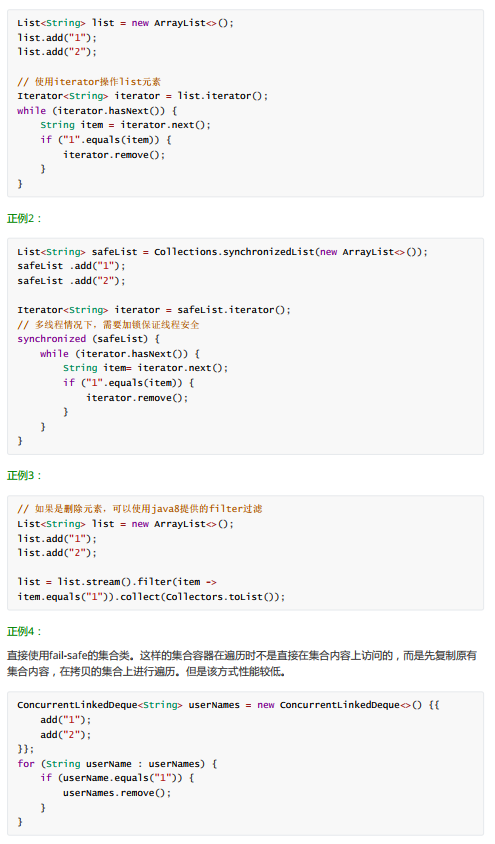 List<String> list = new ArrayList<>();
list.add("1");
list.add("2");
// 使用iterator操作list元素
Iterator<String> iterator = list.iterator();
while (iterator.hasNext()) {
    String item = iterator.next();
    if ("1".equals(item)) {
        iterator.remove();
    }
}
正例2：
List<String> safeList = Collections.synchronizedList(new ArrayList<>());
safeList .add("1");
safeList .add("2");
Iterator<String> iterator = safeList.iterator();
// 多线程情况下，需要加锁保证线程安全
synchronized (safeList) {
    while (iterator.hasNext()) {
        String item= iterator.next();
        if ("1".equals(item)) {
            iterator.remove();
        }
    }
}
正例3：
// 如果是删除元素，可以使用java8提供的filter过滤
List<String> list = new ArrayList<>();
list.add("1");
list.add("2");
list = list.stream().filter(item ->
item.equals("1")).collect(Collectors.toList());
正例4：
直接使用fail-safe的集合类。这样的集合容器在遍历时不是直接在集合内容上访问的，而是先复制原有
集合内容，在拷贝的集合上进行遍历。但是该方式性能较低。
ConcurrentLinkedDeque<String> userNames = new ConcurrentLinkedDeque<>() {{
    add("1");
    add("2");
}};
for (String userName : userNames) {
    if (userName.equals("1")) {
        userNames.remove();
    }
}